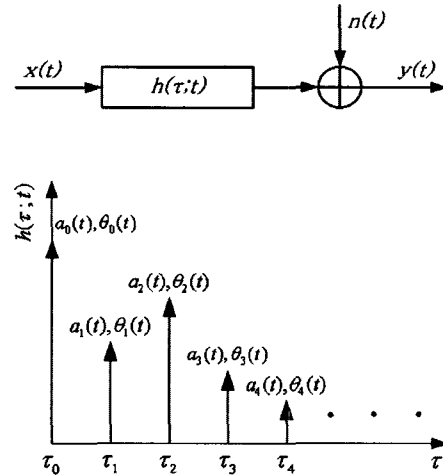 n(t)
x(t)
h(τ;t)
y(t)
h(τ;t)
a₀(t),θ₀(t)
a₂(t),θ₂(t)
a₁(t),θ₁(t)
a₃(t),θ₃(t)
a₄(t),θ₄(t)
. . .
τ₀ τ₁ τ₂ τ₃ τ₄ τ